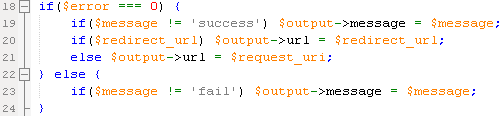 18 if($error === 0) {
19 if($message != 'success') $output->message = $message;
20 if($redirect_url) $output->url = $redirect_url;
21 else $output->url = $request_uri;
22 } else {
23 if($message != 'fail') $output->message = $message;
24 }